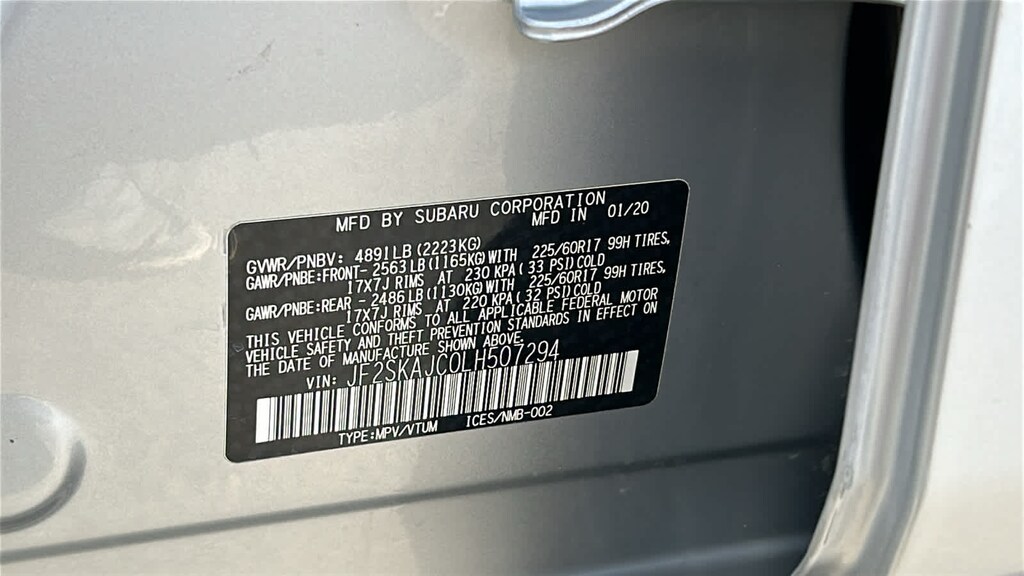 MFD BY SUBARU CORPORATION
MFD IN 01/20
GVWR/PNBV: 4891LB (2223KG)
GAWR/PNBE:FRONT- 2563LB(1165KG)WITH 225/60R17 99H TIRES,
17X7J RIMS AT 230 KPA( 33 PSI)COLD
GAWR/PNBE:REAR - 2486LB(1130KG)WITH 225/60R17 99H TIRES,
17X7J RIMS AT 220 KPA( 32 PSI)COLD
THIS VEHICLE CONFORMS TO ALL APPLICABLE FEDERAL MOTOR
VEHICLE SAFETY AND THEFT PREVENTION STANDARDS IN EFFECT ON
THE DATE OF MANUFACTURE SHOWN ABOVE.
VIN: JF2SKAJC0LH507294
TYPE:MPV/VTUM ICES/NMB-002